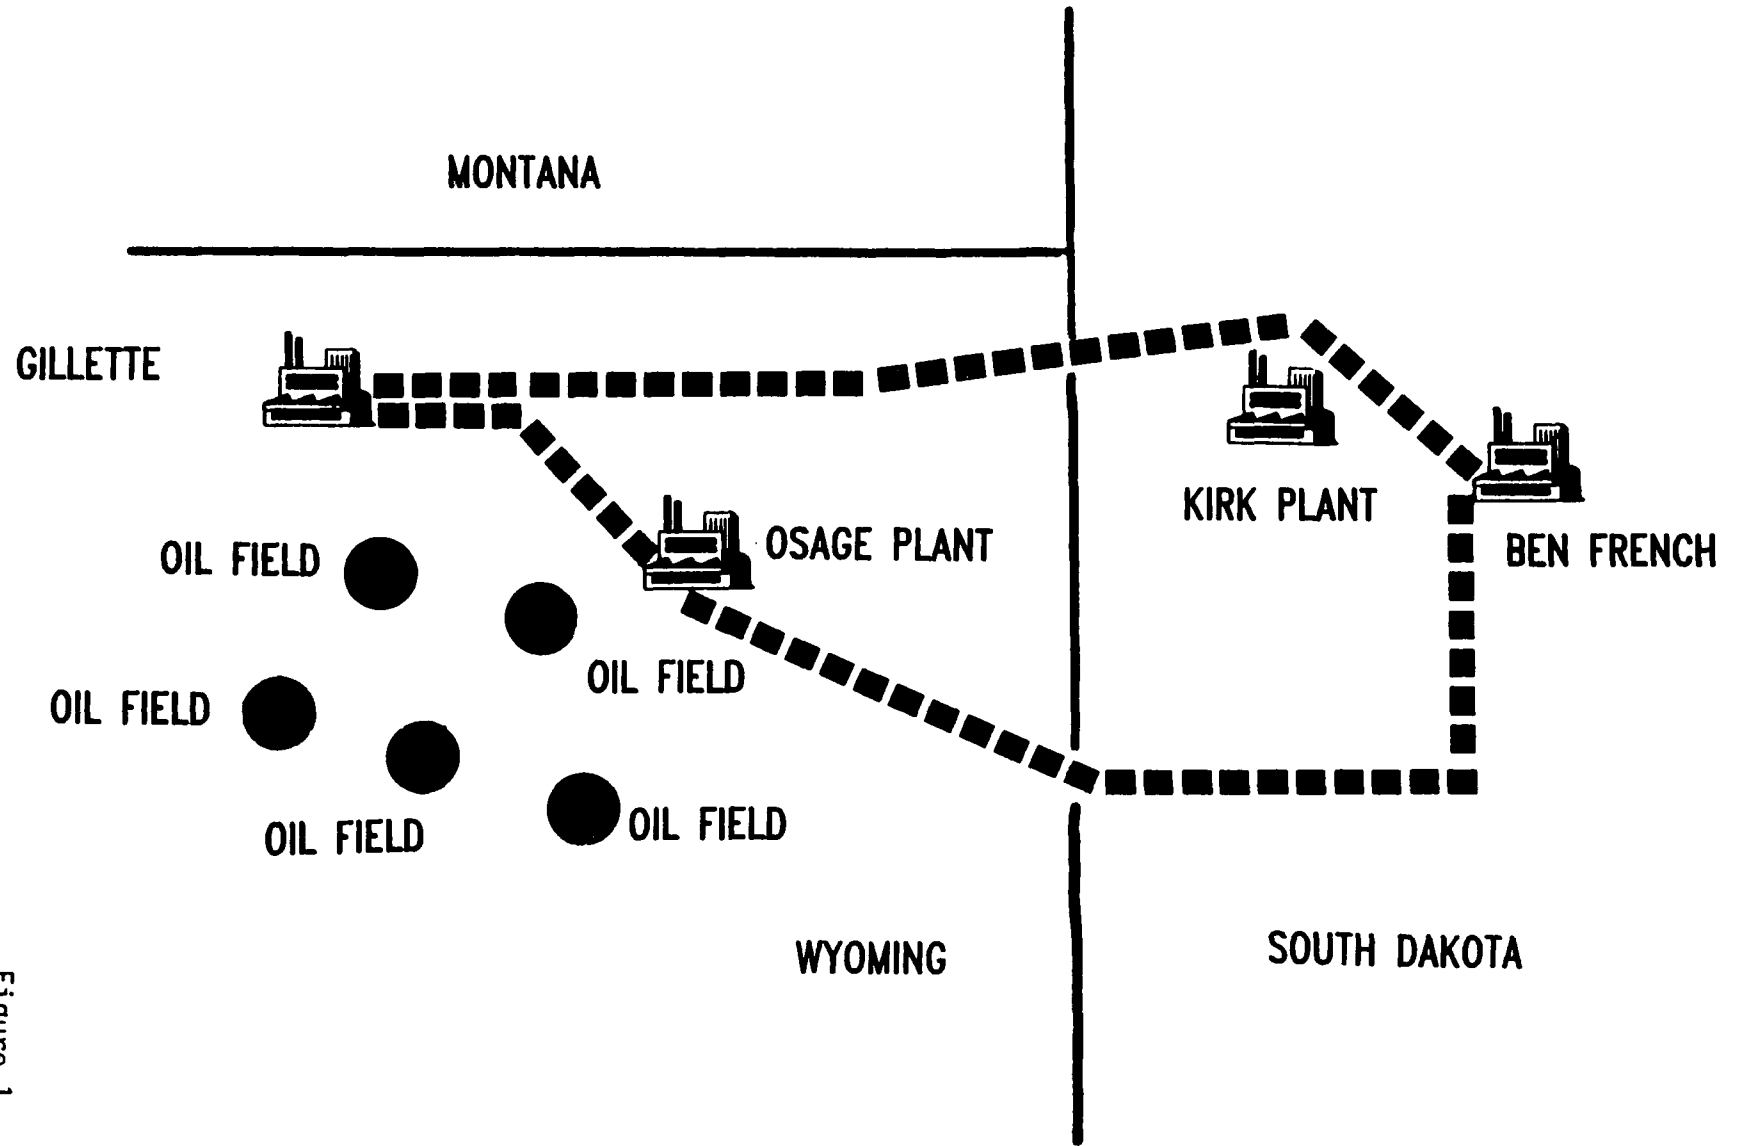 MONTANA
GILLETTE
KIRK PLANT
OSAGE PLANT
BEN FRENCH
OIL FIELD
OIL FIELD
OIL FIELD
OIL FIELD
OIL FIELD
WYOMING
SOUTH DAKOTA
Figure 1